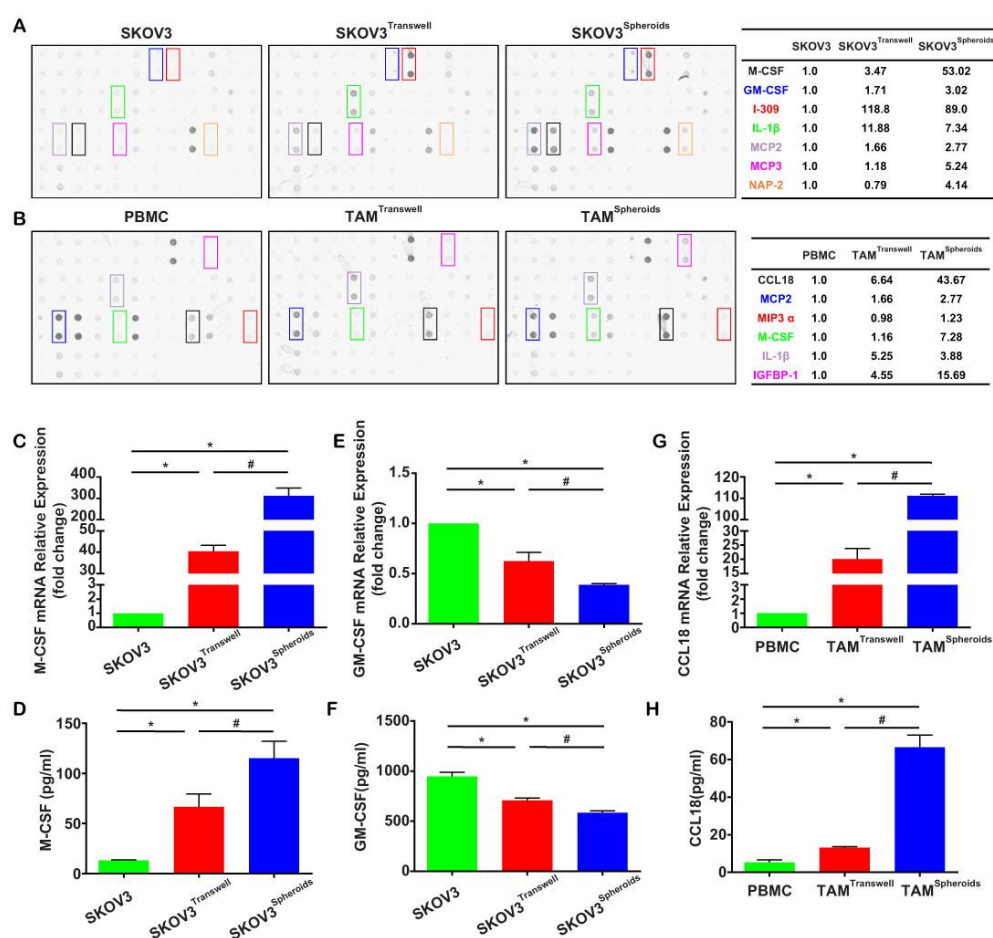 A
SKOV3 SKOV3Transwell SKOV3Spheroids
SKOV3 SKOV3Transwell SKOV3Spheroids
M-CSF 1.0 3.47 53.02
GM-CSF 1.0 1.71 3.02
I-309 1.0 118.8 89.0
IL-1β 1.0 11.88 7.34
MCP2 1.0 1.66 2.77
MCP3 1.0 1.18 5.24
NAP-2 1.0 0.79 4.14
B
PBMC TAMTranswell TAMSpheroids
PBMC TAMTranswell TAMSpheroids
CCL18 1.0 6.64 43.67
MCP2 1.0 1.66 2.77
MIP3 α 1.0 0.98 1.23
M-CSF 1.0 1.16 7.28
IL-1β 1.0 5.25 3.88
IGFBP-1 1.0 4.55 15.69
C
M-CSF mRNA Relative Expression
(fold change)
400
300
200
50
40
30
3
2
1
0
*
* #
SKOV3 SKOV3Transwell SKOV3Spheroids
E
GM-CSF mRNA Relative Expression
(fold change)
1.5
1.0
0.5
0.0
*
* #
SKOV3 SKOV3Transwell SKOV3Spheroids
G
CCL18 mRNA Relative Expression
(fold change)
120
110
100
25
20
15
3
2
1
0
*
* #
PBMC TAMTranswell TAMSpheroids
D
M-CSF (pg/ml)
150
100
50
0
*
* #
SKOV3 SKOV3Transwell SKOV3Spheroids
F
GM-CSF(pg/ml)
1500
1000
500
0
*
* #
SKOV3 SKOV3Transwell SKOV3Spheroids
H
CCL18(pg/ml)
80
60
40
20
0
*
* #
PBMC TAMTranswell TAMSpheroids